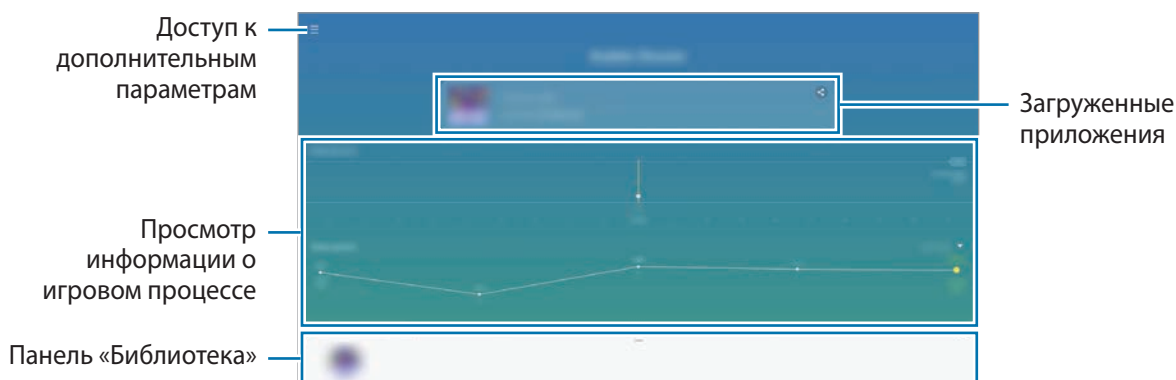 Доступ к
дополнительным
параметрам
Загруженные
приложения
Просмотр
информации о
игровом процессе
Панель «Библиотека»